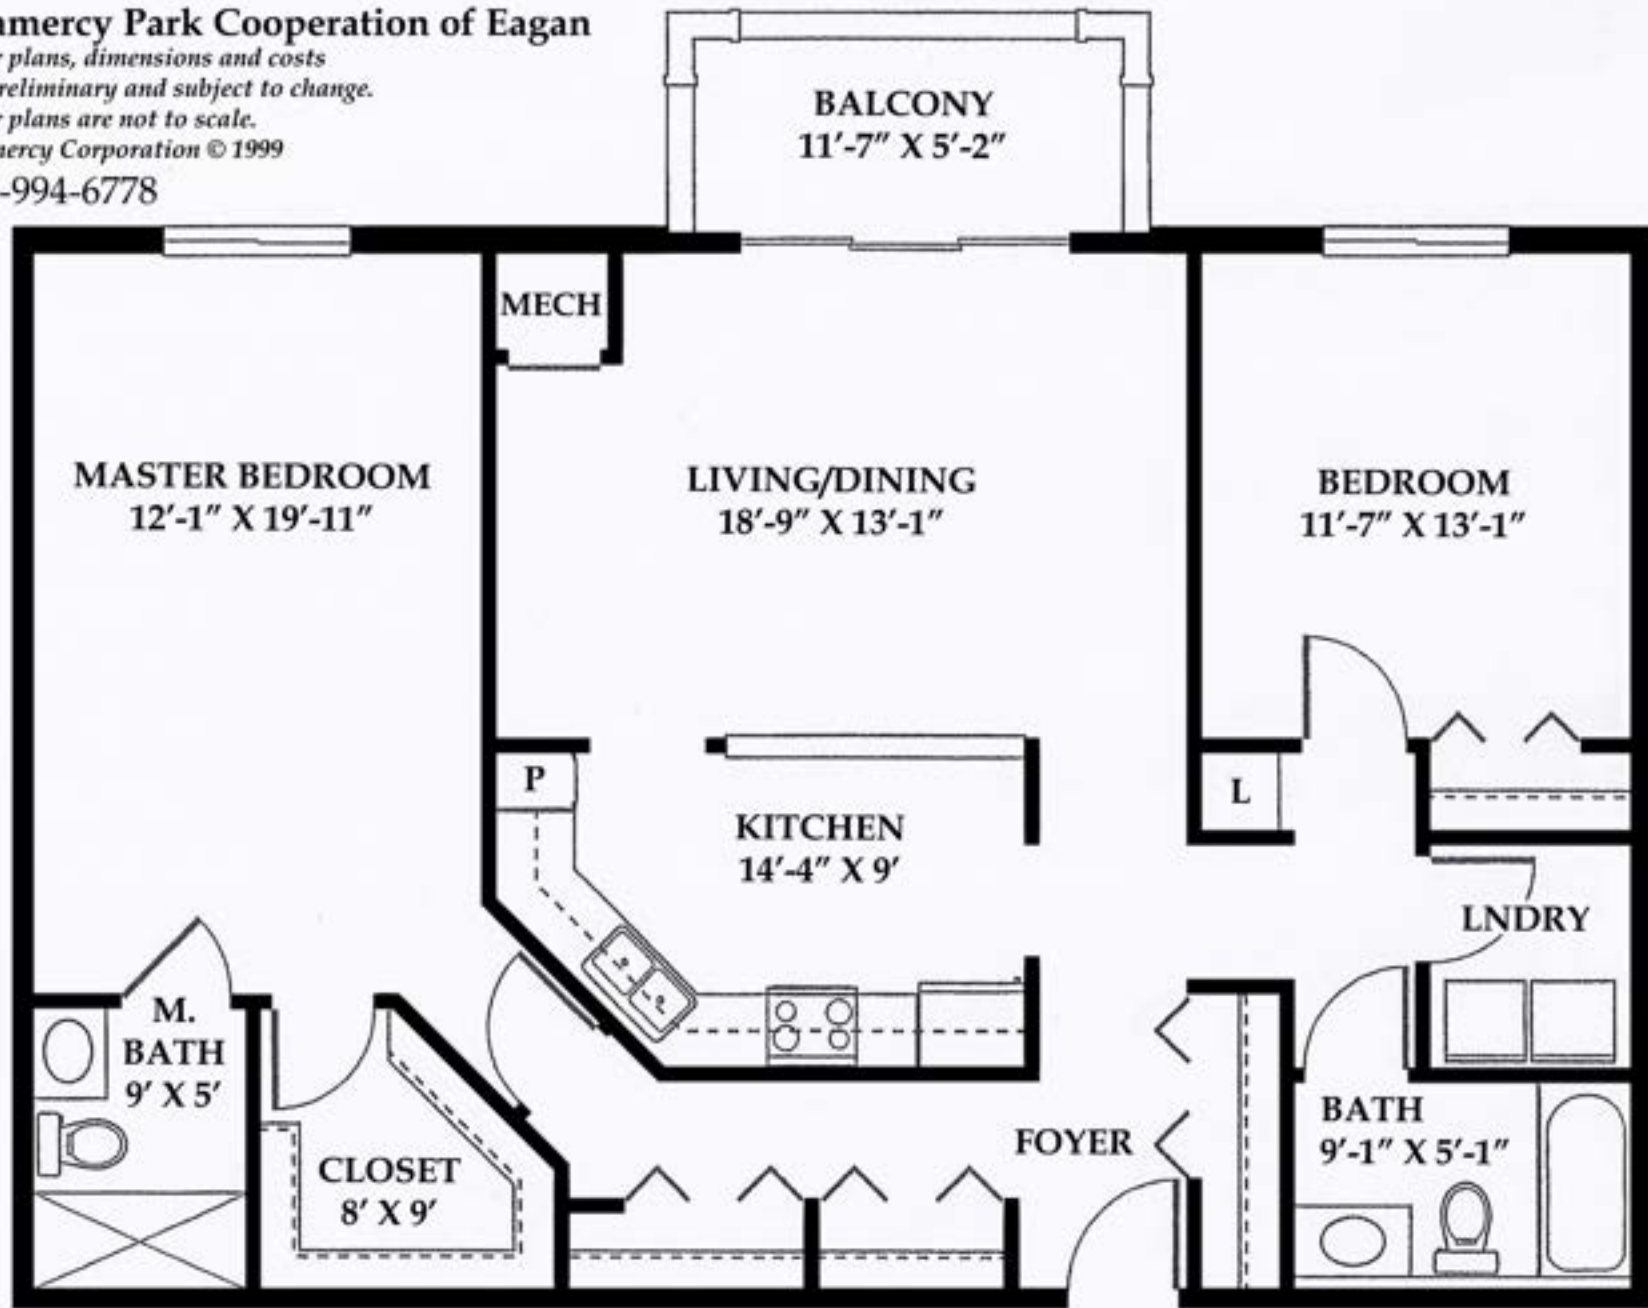 mercy Park Cooperation of Eagan
plans, dimensions and costs
reliminary and subject to change.
plans are not to scale.
mercy Corporation © 1999
-994-6778
BALCONY
11'-7" X 5'-2"
MECH
MASTER BEDROOM
12'-1" X 19'-11"
LIVING/DINING
18'-9" X 13'-1"
BEDROOM
11'-7" X 13'-1"
P
L
KITCHEN
14'-4" X 9'
LNDRY
M.
BATH
9' X 5'
CLOSET
8' X 9'
FOYER
BATH
9'-1" X 5'-1"